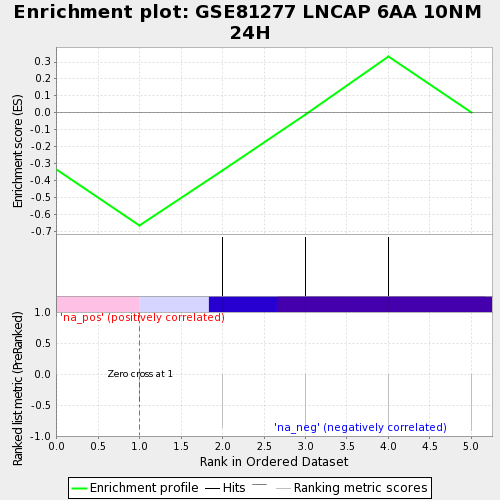 Enrichment plot: GSE81277 LNCAP 6AA 10NM
24H
Enrichment score (ES)
0.3
0.2
0.1
0.0
-0.1
-0.2
-0.3
-0.4
-0.5
-0.6
-0.7
Ranked list metric (PreRanked)
1.0
0.5
0.0
-0.5
-1.0
'na_pos' (positively correlated)
Zero cross at 1
'na_neg' (negatively correlated)
0.0 0.5 1.0 1.5 2.0 2.5 3.0 3.5 4.0 4.5 5.0
Rank in Ordered Dataset
Enrichment profile Hits Ranking metric scores